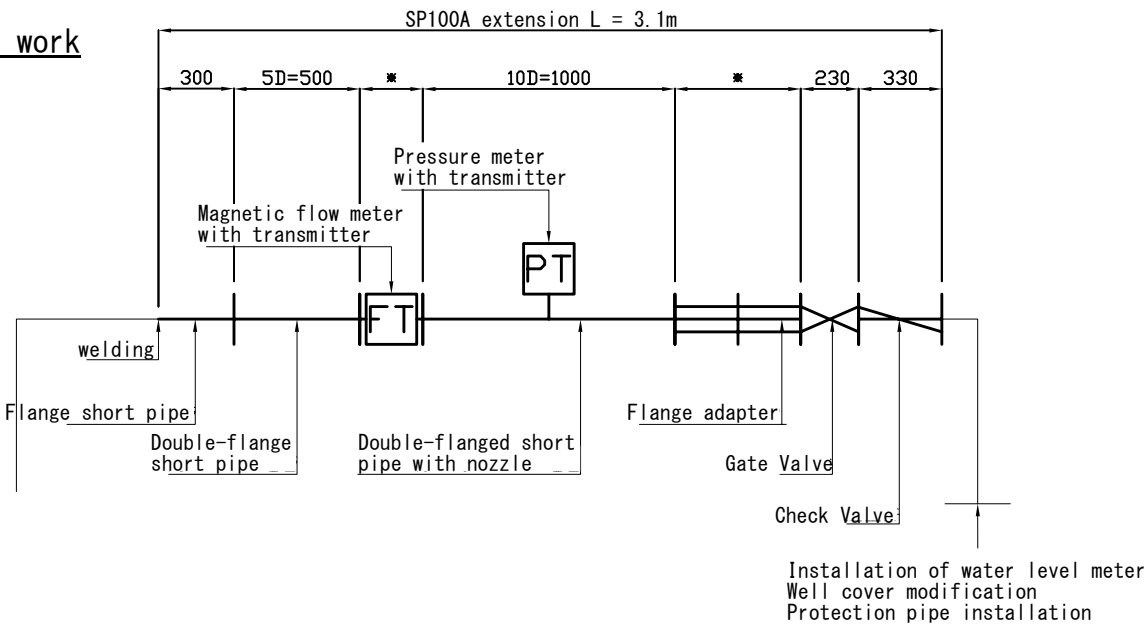 SP100A extension L = 3.1m
work
300 5D=500 * 10D=1000 * 230 330
Pressure meter
with transmitter
Magnetic flow meter
with transmitter
PT
FT
welding
Flange short pipe
Double-flange
short pipe
Double-flanged short
pipe with nozzle
Flange adapter
Gate Valve
Check Valve
Installation of water level meter
Well cover modification
Protection pipe installation